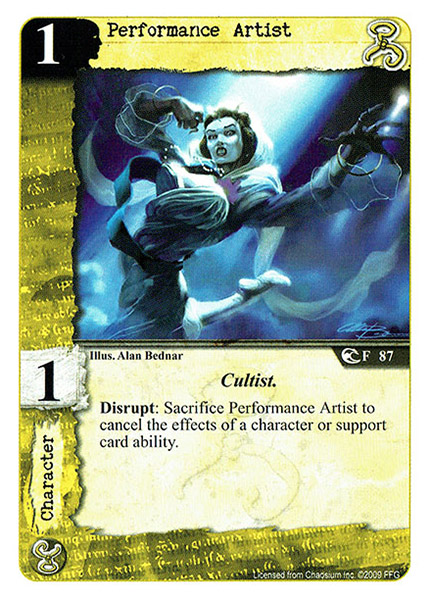 1
Performance Artist
Illus. Alan Bednar
F 87
1
Cultist.
Disrupt: Sacrifice Performance Artist to
cancel the effects of a character or support
card ability.
Character
Licensed from Chaosium Inc. ©2009 FFG